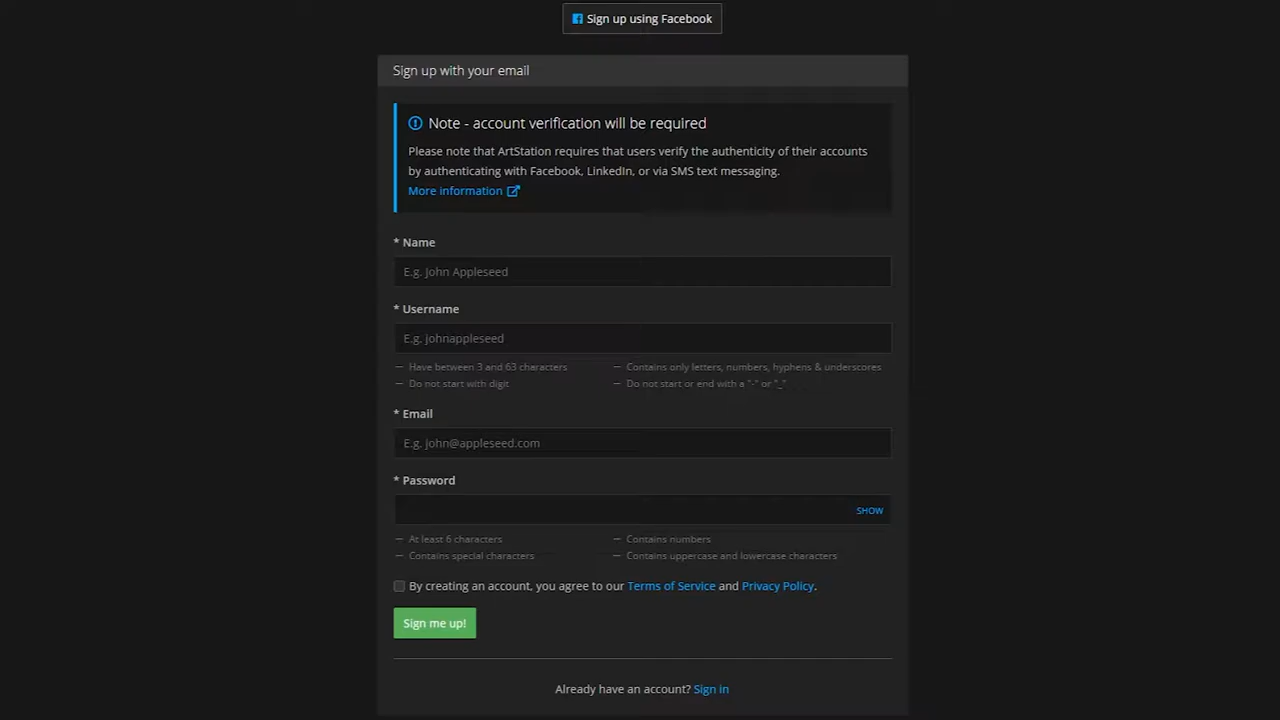 Sign up using Facebook
Sign up with your email
Note - account verification will be required
Please note that ArtStation requires that users verify the authenticity of their accounts
by authenticating with Facebook, LinkedIn, or via SMS text messaging.
More information
* Name
E.g. John Appleseed
* Username
E.g. johnappleseed
— Have between 3 and 63 characters — Contains only letters, numbers, hyphens & underscores
— Do not start with digit — Do not start or end with a "-" or "_"
* Email
E.g. john@appleseed.com
* Password
SHOW
— At least 6 characters — Contains numbers
— Contains special characters — Contains uppercase and lowercase characters
By creating an account, you agree to our Terms of Service and Privacy Policy.
Sign me up!
Already have an account? Sign in